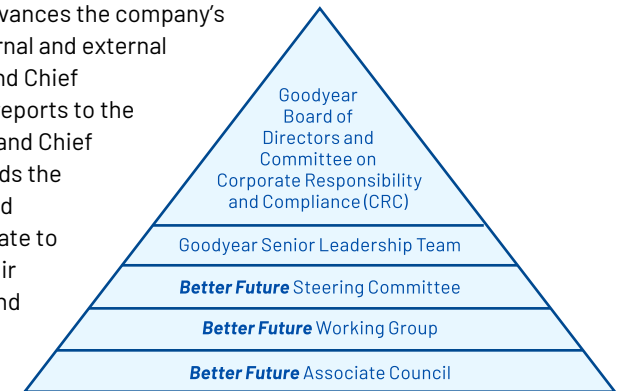 vances the company’s
rnal and external
nd Chief
eports to the
and Chief
ds the
d
ate to
ir
nd
Goodyear
Board of
Directors and
Committee on
Corporate Responsibility
and Compliance (CRC)
Goodyear Senior Leadership Team
Better Future Steering Committee
Better Future Working Group
Better Future Associate Council